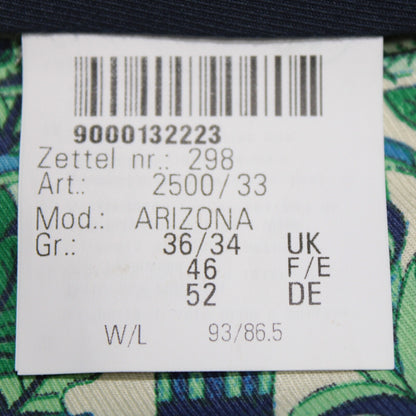 9000132223
Zettel nr.: 298
Art.: 2500/33
Mod.: ARIZONA
Gr.: 36/34 UK
46 F/E
52 DE
W/L 93/86.5